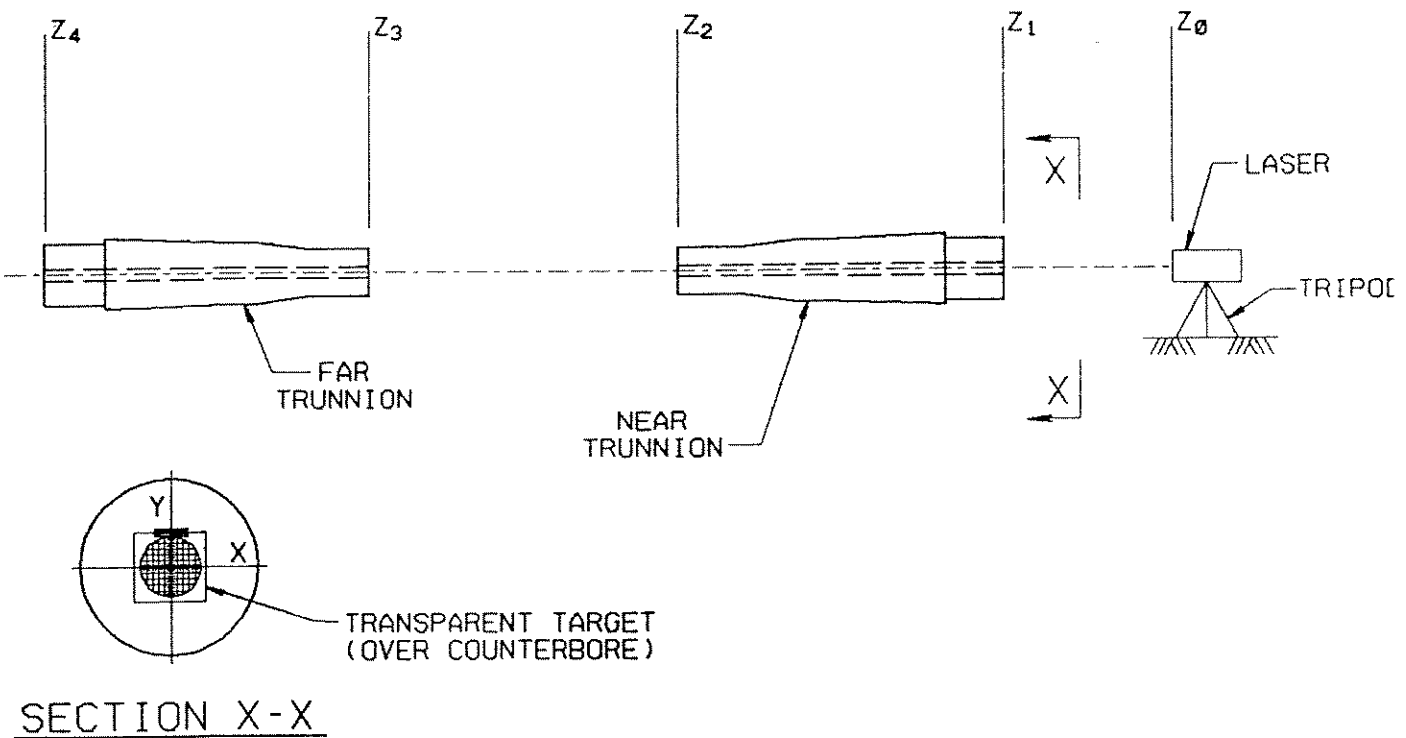 Z4
Z3
Z2
Z1
ZØ
X
LASER
TRIPOD
X
FAR
TRUNNION
NEAR
TRUNNION
Y
X
TRANSPARENT TARGET
(OVER COUNTERBORE)
SECTION X-X